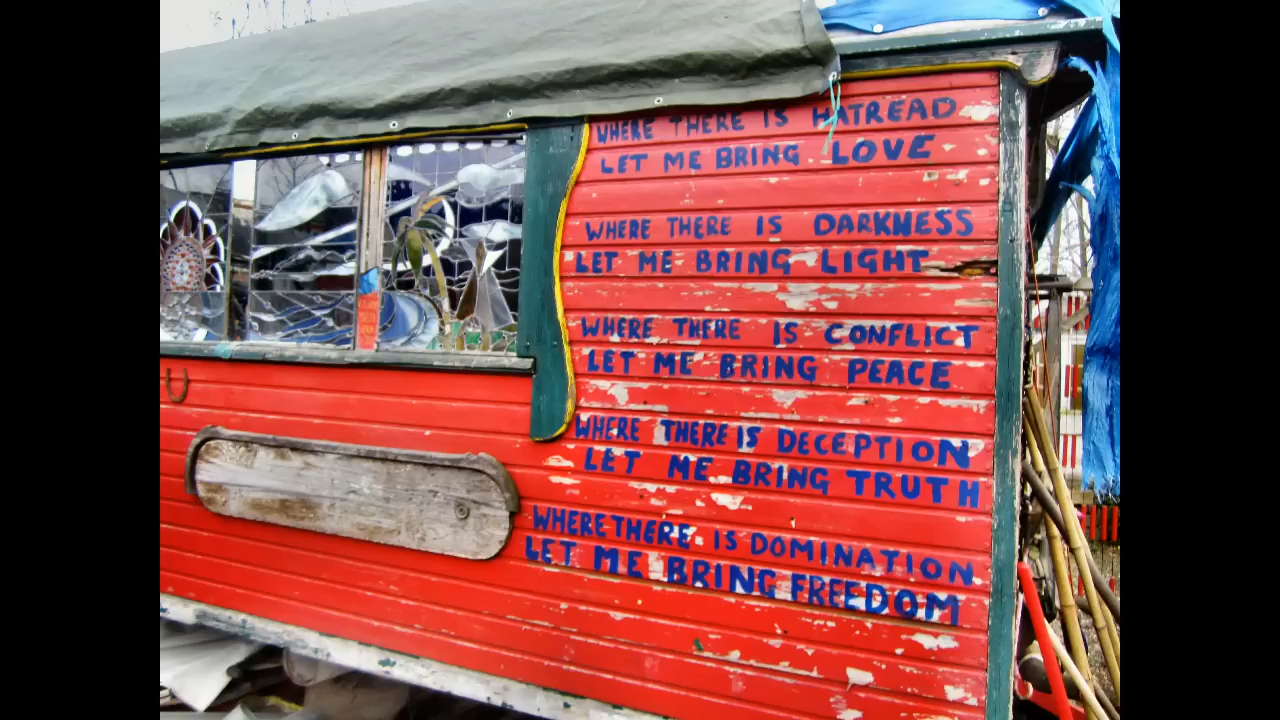 WHERE THERE IS HATREAD
LET ME BRING LOVE
WHERE THERE IS DARKNESS
LET ME BRING LIGHT
WHERE THERE IS CONFLICT
LET ME BRING PEACE
WHERE THERE IS DECEPTION
LET ME BRING TRUTH
WHERE THERE IS DOMINATION
LET ME BRING FREEDOM